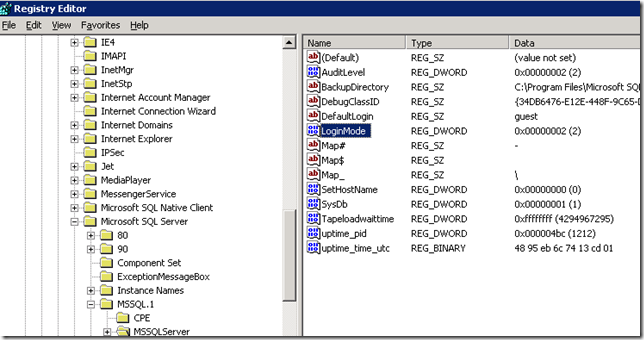 Registry Editor
File Edit View Favorites Help
IE4
IMAPI
InetMgr
InetStp
Internet Account Manager
Internet Connection Wizard
Internet Domains
Internet Explorer
IPSec
Jet
MediaPlayer
MessengerService
Microsoft SQL Native Client
Microsoft SQL Server
80
90
Component Set
ExceptionMessageBox
Instance Names
MSSQL.1
CPE
MSSQLServer
Name Type Data
(Default) REG_SZ (value not set)
AuditLevel REG_DWORD 0x00000002 (2)
BackupDirectory REG_SZ C:\Program Files\Microsoft SQ
DebugClassID REG_SZ {34DB6476-E12E-448F-9C65-
DefaultLogin REG_SZ guest
LoginMode REG_DWORD 0x00000002 (2)
Map# REG_SZ -
Map$ REG_SZ
Map_ REG_SZ \
SetHostName REG_DWORD 0x00000000 (0)
SysDb REG_DWORD 0x00000001 (1)
Tapeloadwaittime REG_DWORD 0xffffffff (4294967295)
uptime_pid REG_DWORD 0x000004bc (1212)
uptime_time_utc REG_BINARY 48 95 eb 6c 74 13 cd 01